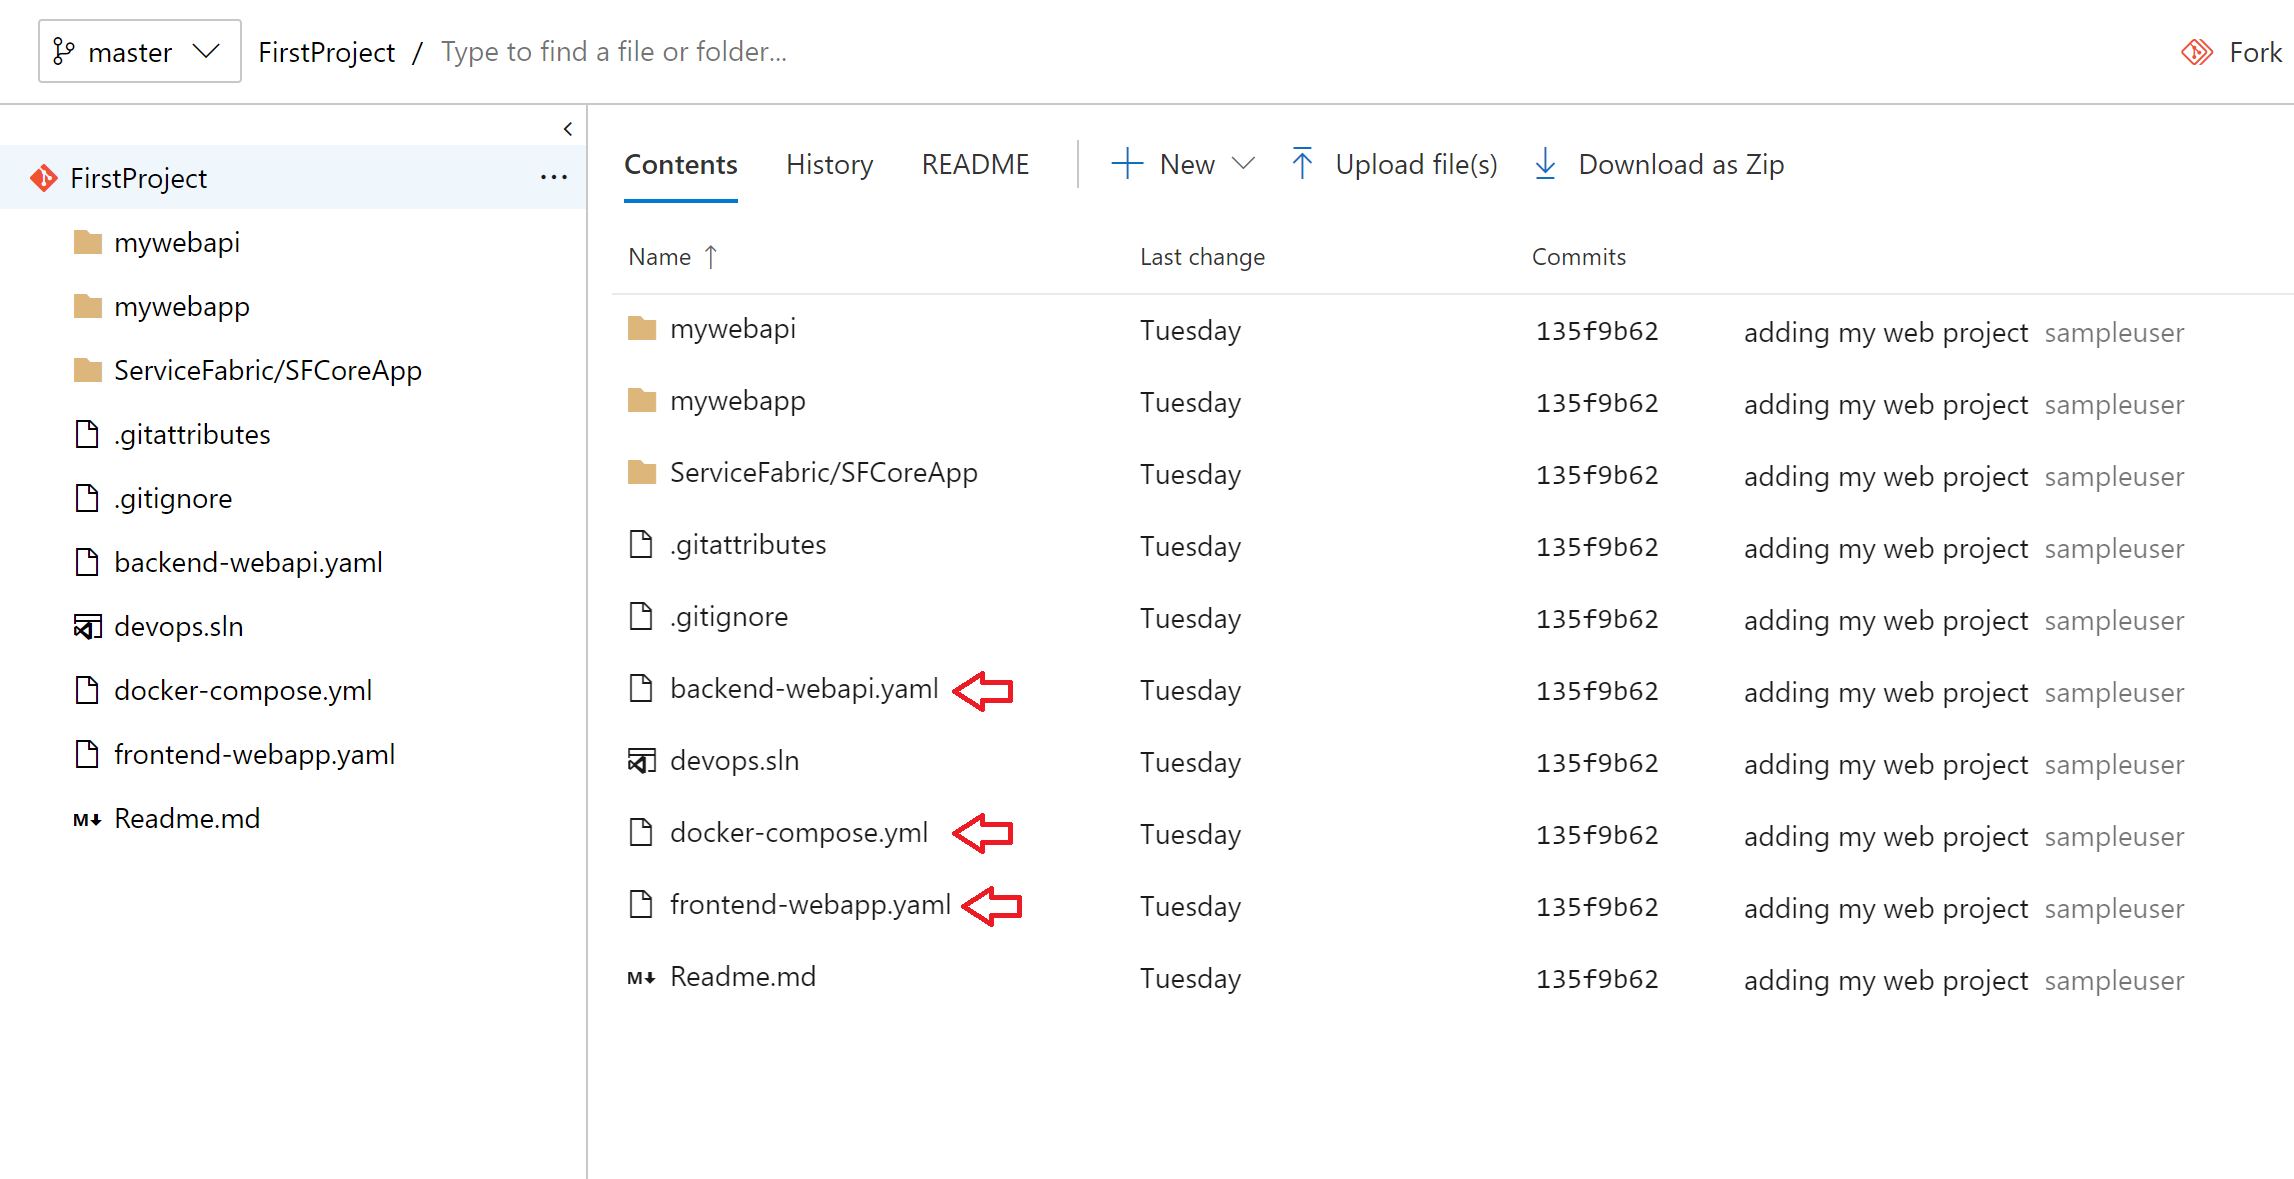 master FirstProject / Type to find a file or folder... Fork
FirstProject ...
mywebapi
mywebapp
ServiceFabric/SFCoreApp
.gitattributes
.gitignore
backend-webapi.yaml
devops.sln
docker-compose.yml
frontend-webapp.yaml
Readme.md
Contents History README New Upload file(s) Download as Zip
Name Last change Commits
mywebapi Tuesday 135f9b62 adding my web project sampleuser
mywebapp Tuesday 135f9b62 adding my web project sampleuser
ServiceFabric/SFCoreApp Tuesday 135f9b62 adding my web project sampleuser
.gitattributes Tuesday 135f9b62 adding my web project sampleuser
.gitignore Tuesday 135f9b62 adding my web project sampleuser
backend-webapi.yaml Tuesday 135f9b62 adding my web project sampleuser
devops.sln Tuesday 135f9b62 adding my web project sampleuser
docker-compose.yml Tuesday 135f9b62 adding my web project sampleuser
frontend-webapp.yaml Tuesday 135f9b62 adding my web project sampleuser
Readme.md Tuesday 135f9b62 adding my web project sampleuser